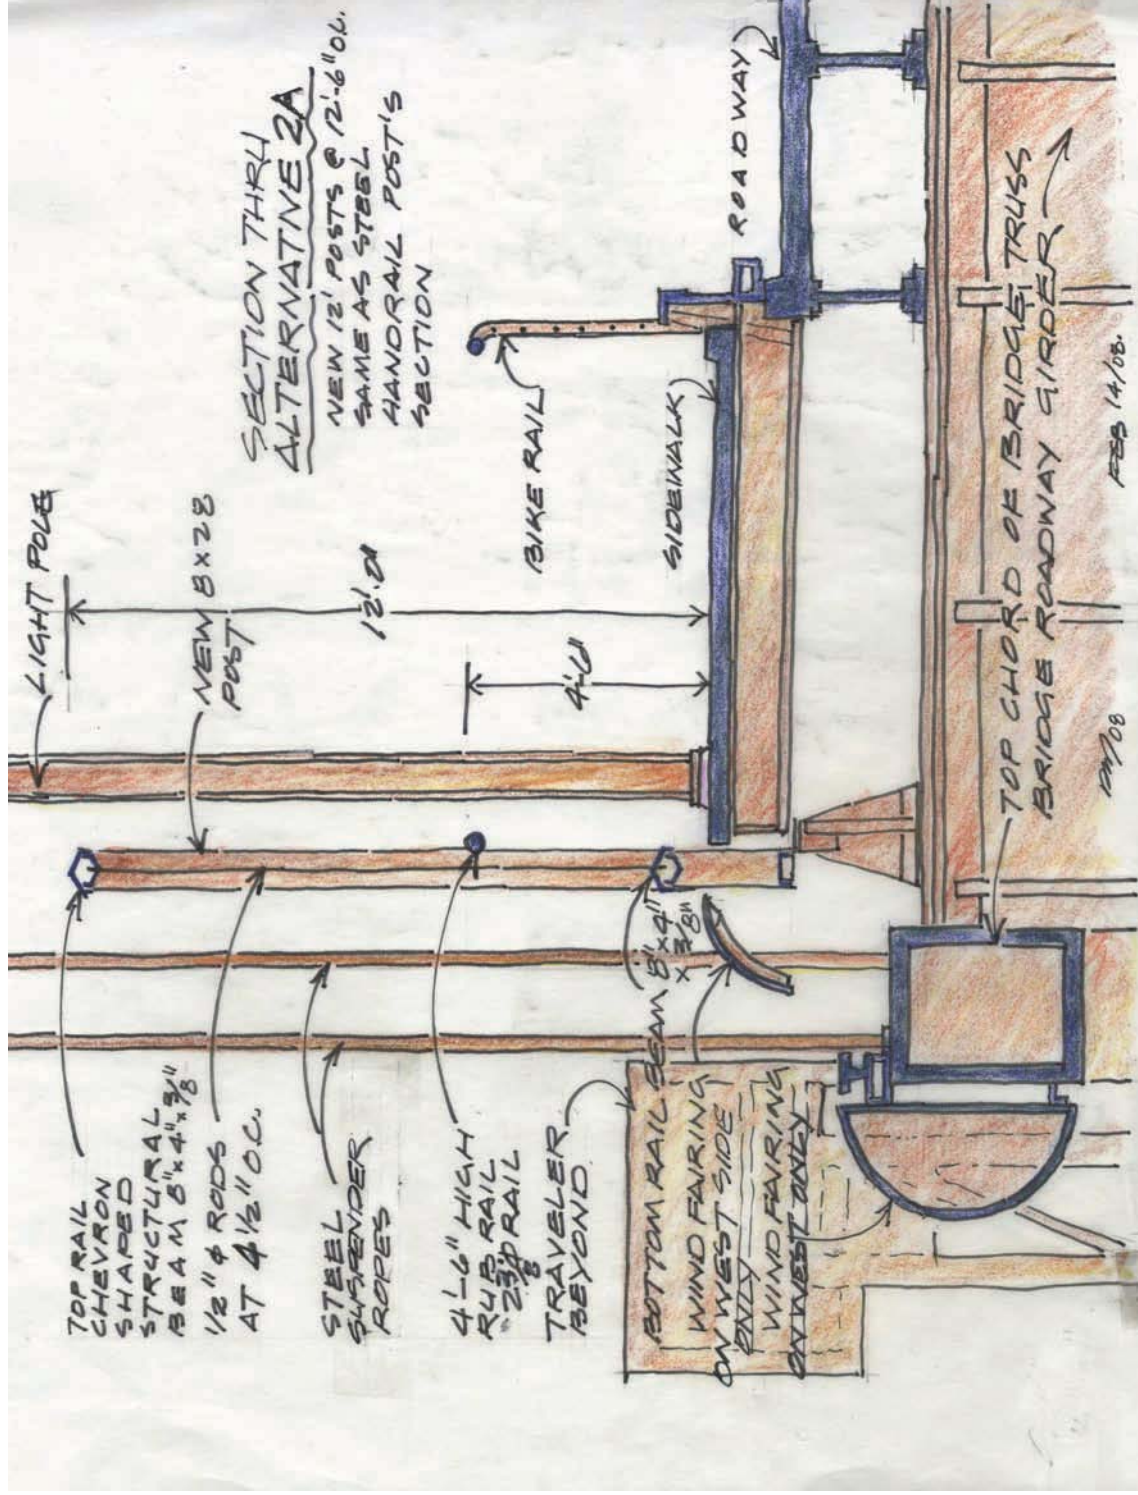 SECTION THRU
ALTERNATIVE 2A
NEW 12' POSTS @ 12'-6" O.C.
SAME AS STEEL
HANDRAIL POST'S
SECTION
LIGHT POLE
NEW 8X28
POST
12'.0"
4'-6"
BIKE RAIL
SIDEWALK
ROADWAY
TOP RAIL
CHEVRON
SHAPED
STRUCTURAL
BEAM 8"x4"x3/8"
1/2" φ RODS
AT 4 1/2" O.C.
STEEL
SUSPENDER
ROPES
4'-6" HIGH
RUB RAIL
RAIL
TRAVELER
BEYOND
BOTTOM RAIL BEAM 8"x4"
x 3/8"
WIND FAIRING
ON WEST SIDE
ONLY
WIND FAIRING
ON WEST ONLY
TOP CHORD OF BRIDGE TRUSS
BRIDGE ROADWAY GIRDER
FEB 14/08.